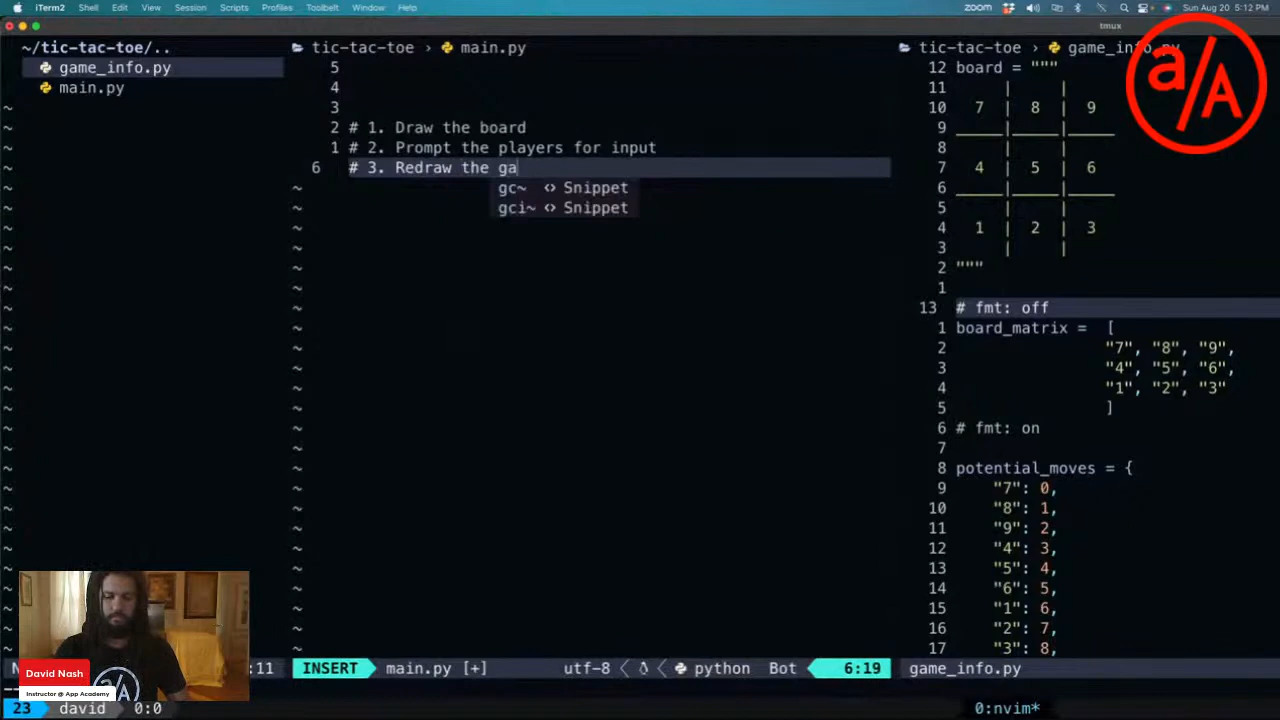 iTerm2 Shell Edit View Session Scripts Profiles Toolbelt Window Help
zoom Sun Aug 20 5:12 PM
tmux
~/tic-tac-toe/..
game_info.py
main.py
tic-tac-toe › main.py
5
4
3
2 # 1. Draw the board
1 # 2. Prompt the players for input
6 # 3. Redraw the ga
gc~ <> Snippet
gci~ <> Snippet
tic-tac-toe › game_info.py
a/A
12 board = """
11 | |
10 7 | 8 | 9
9 _____|_____|_____
8 | |
7 4 | 5 | 6
6 _____|_____|_____
5 | |
4 1 | 2 | 3
3 | |
2 """
1
13 # fmt: off
1 board_matrix = [
2 "7", "8", "9",
3 "4", "5", "6",
4 "1", "2", "3"
5 ]
6 # fmt: on
7
8 potential_moves = {
9 "7": 0,
10 "8": 1,
11 "9": 2,
12 "4": 3,
13 "5": 4,
14 "6": 5,
15 "1": 6,
16 "2": 7,
17 "3": 8,
a/A
David Nash
Instructor @ App Academy
:11
INSERT main.py [+] utf-8 python Bot 6:19
game_info.py
23 david 0:0
0:nvim*